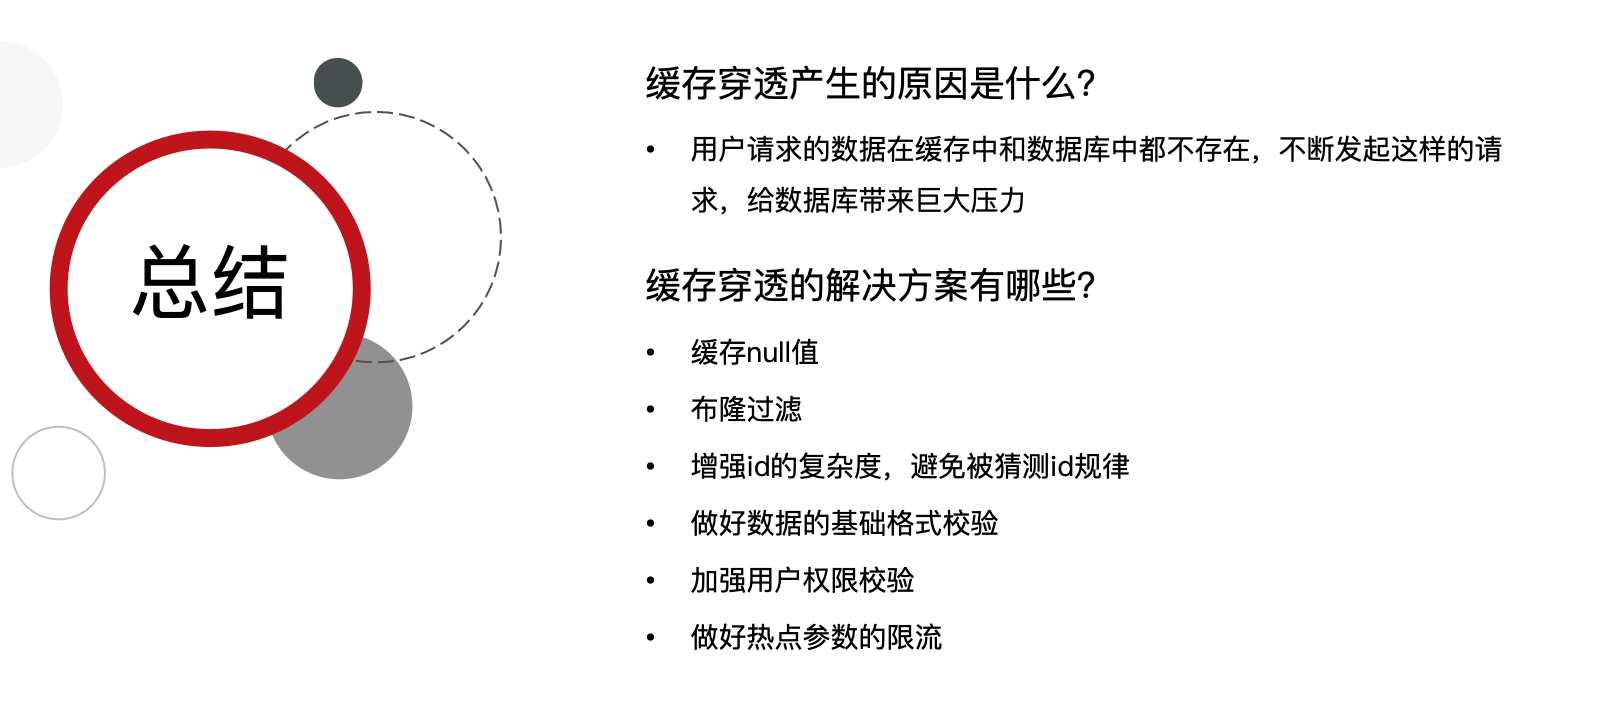 总结
缓存穿透产生的原因是什么?
• 用户请求的数据在缓存中和数据库中都不存在，不断发起这样的请
求，给数据库带来巨大压力
缓存穿透的解决方案有哪些?
• 缓存null值
• 布隆过滤
• 增强id的复杂度，避免被猜测id规律
• 做好数据的基础格式校验
• 加强用户权限校验
• 做好热点参数的限流